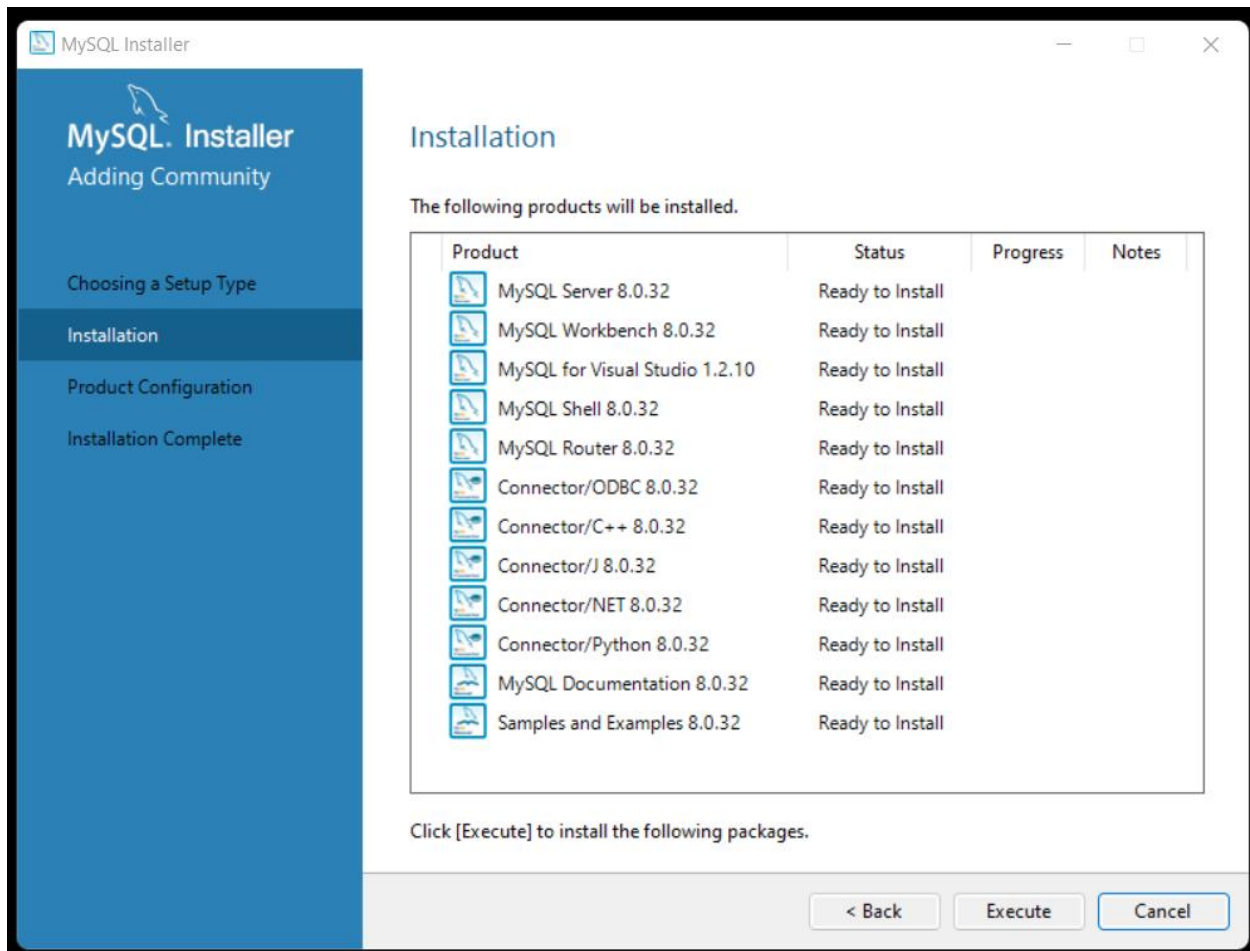 MySQL Installer
MySQL. Installer
Adding Community
Choosing a Setup Type
Installation
Product Configuration
Installation Complete
Installation
The following products will be installed.
Product Status Progress Notes
MySQL Server 8.0.32 Ready to Install
MySQL Workbench 8.0.32 Ready to Install
MySQL for Visual Studio 1.2.10 Ready to Install
MySQL Shell 8.0.32 Ready to Install
MySQL Router 8.0.32 Ready to Install
Connector/ODBC 8.0.32 Ready to Install
Connector/C++ 8.0.32 Ready to Install
Connector/J 8.0.32 Ready to Install
Connector/NET 8.0.32 Ready to Install
Connector/Python 8.0.32 Ready to Install
MySQL Documentation 8.0.32 Ready to Install
Samples and Examples 8.0.32 Ready to Install
Click [Execute] to install the following packages.
< Back Execute Cancel